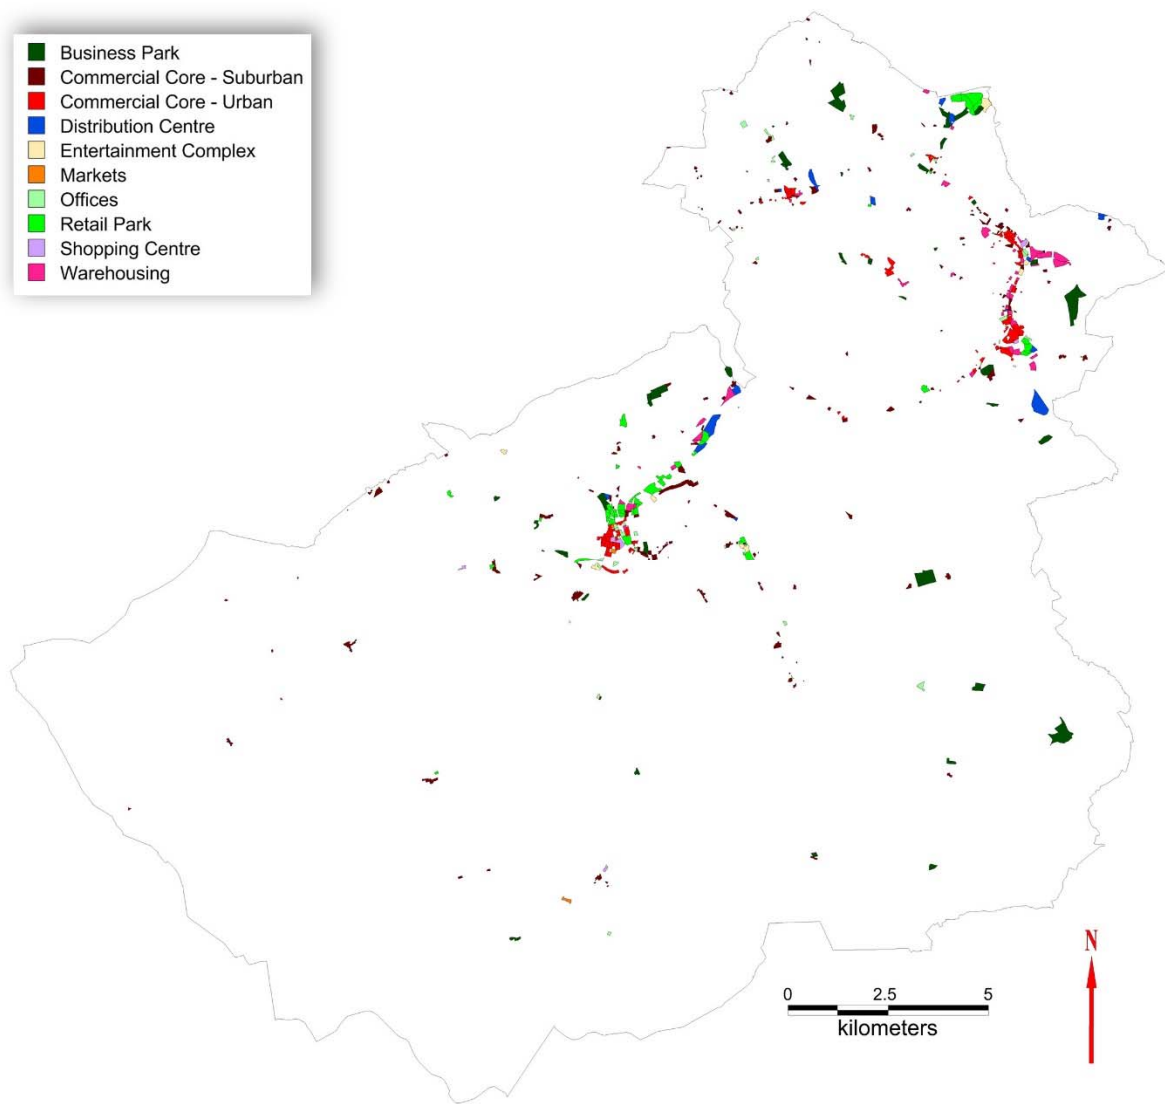 Business Park
Commercial Core - Suburban
Commercial Core - Urban
Distribution Centre
Entertainment Complex
Markets
Offices
Retail Park
Shopping Centre
Warehousing
N
0 2.5 5
kilometers